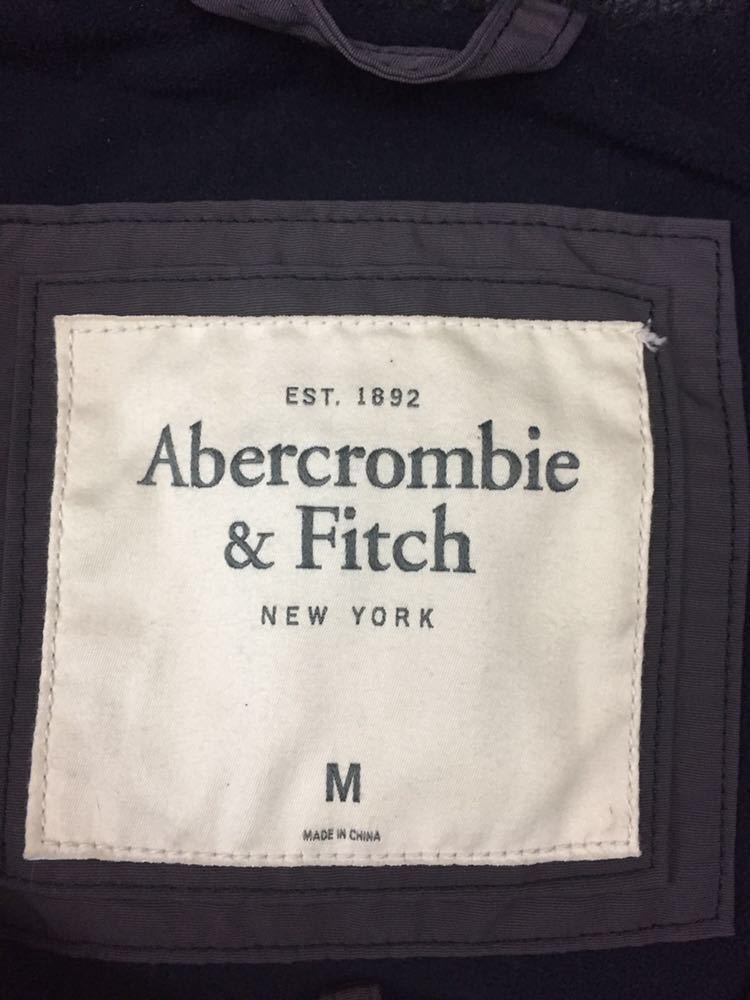 EST. 1892
Abercrombie
& Fitch
NEW YORK
M
MADE IN CHINA